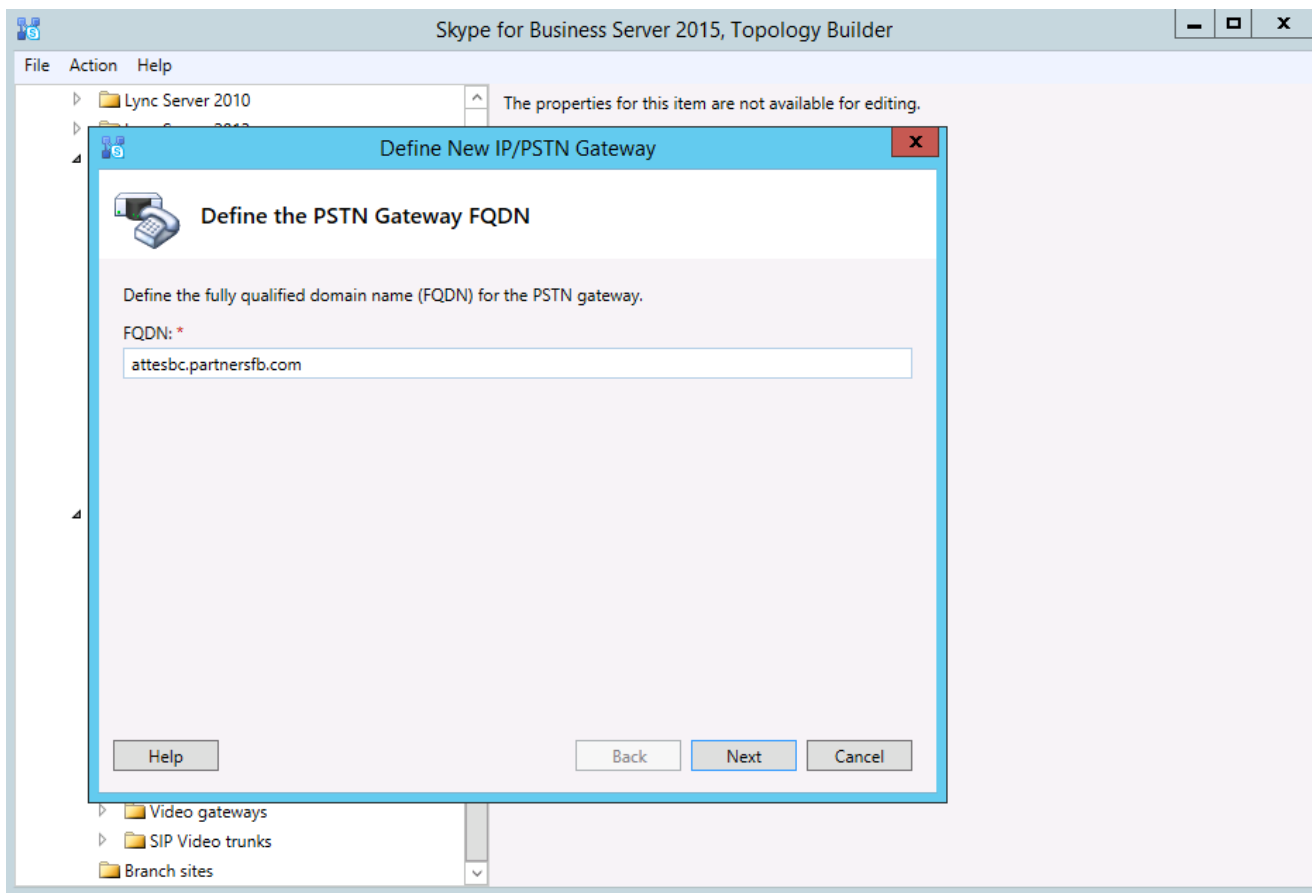 Skype for Business Server 2015, Topology Builder
File Action Help
Lync Server 2010
The properties for this item are not available for editing.
Define New IP/PSTN Gateway
Define the PSTN Gateway FQDN
Define the fully qualified domain name (FQDN) for the PSTN gateway.
FQDN: *
attesbc.partnersfb.com
Help Back Next Cancel
Video gateways
SIP Video trunks
Branch sites